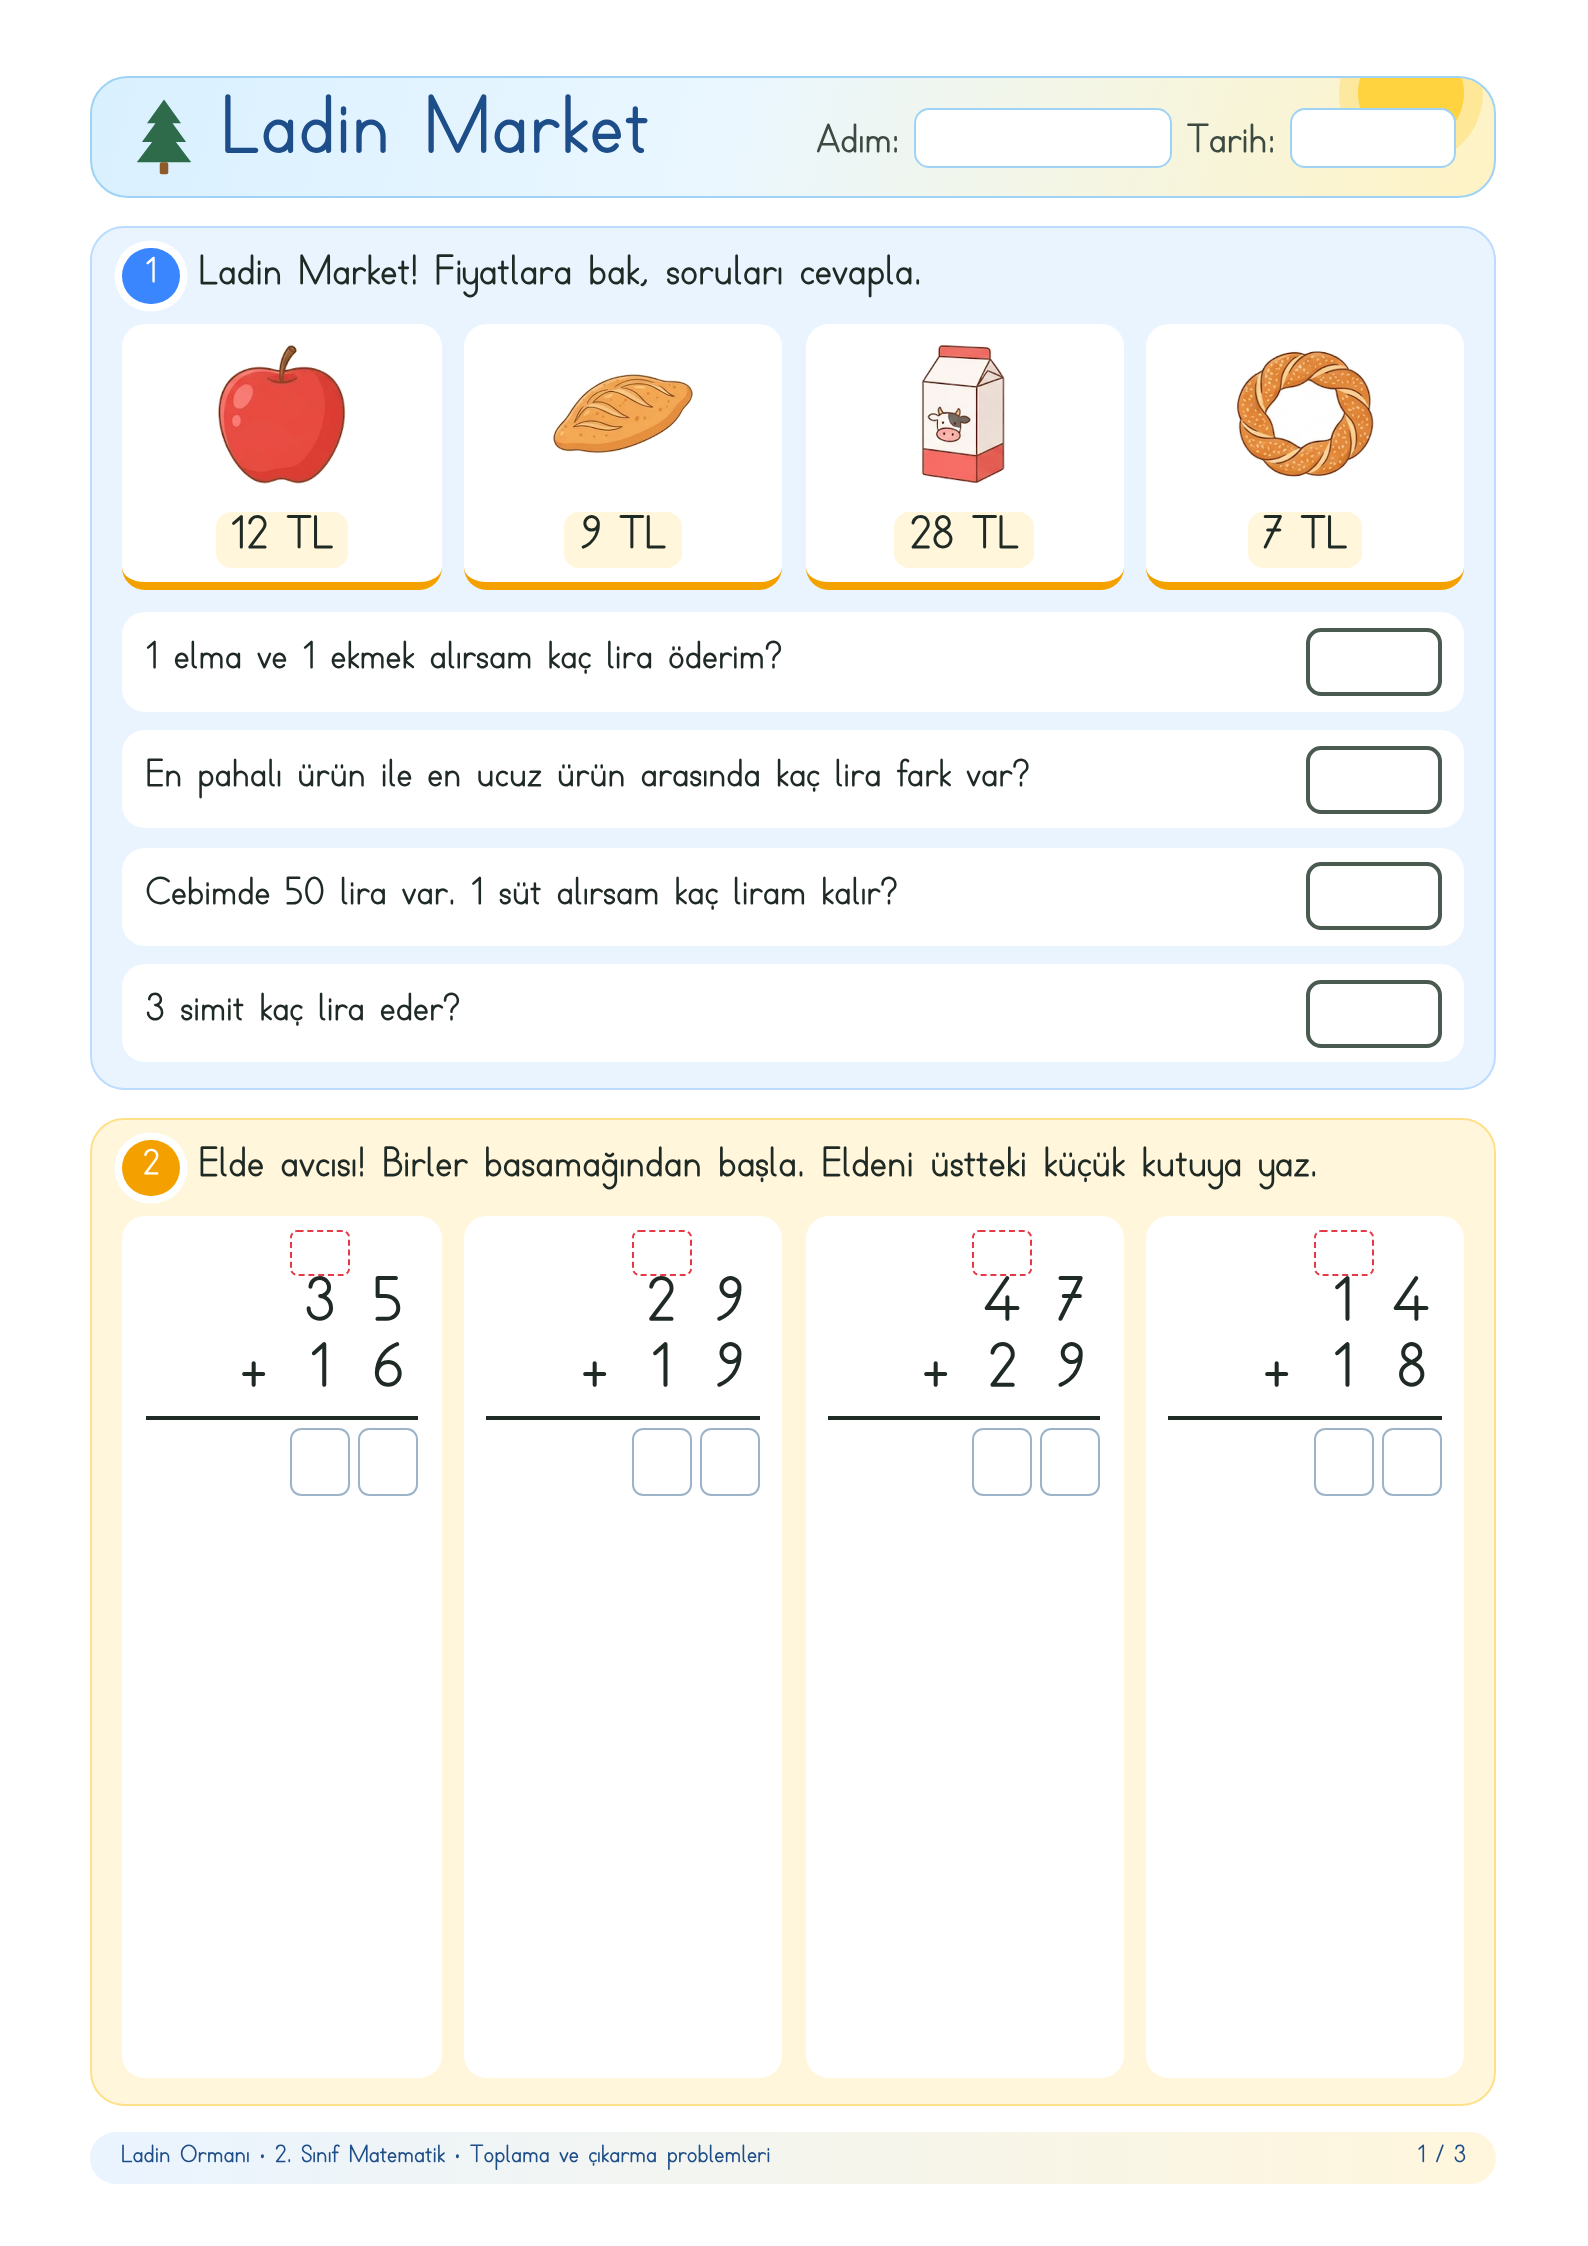 Ladin Market
Adım:
Tarih:
1
Ladin Market! Fiyatlara bak, soruları cevapla.
12 TL
9 TL
28 TL
7 TL
1 elma ve 1 ekmek alırsam kaç lira öderim?
En pahalı ürün ile en ucuz ürün arasında kaç lira fark var?
Cebimde 50 lira var. 1 süt alırsam kaç liram kalır?
3 simit kaç lira eder?
2
Elde avcısı! Birler basamağından başla. Eldeni üstteki küçük kutuya yaz.
3 5
+ 1 6
2 9
+ 1 9
4 7
+ 2 9
1 4
+ 1 8
Ladin Ormanı • 2. Sınıf Matematik • Toplama ve çıkarma problemleri
1 / 3